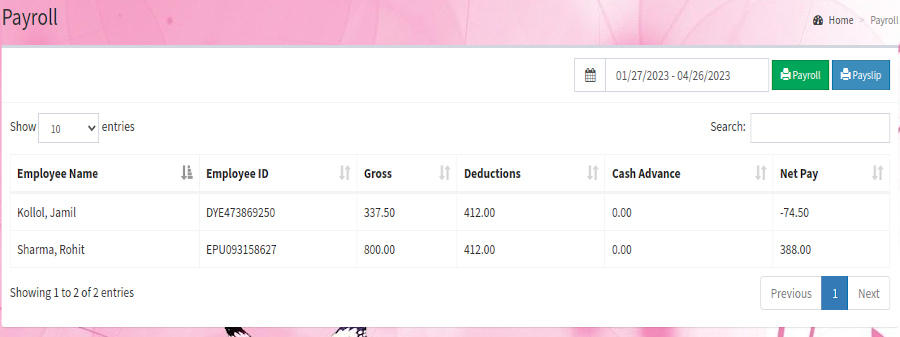 Payroll
Home > Payroll
01/27/2023 - 04/26/2023 Payroll Payslip
Show 10 entries Search:
Employee Name Employee ID Gross Deductions Cash Advance Net Pay
Kollol, Jamil DYE473869250 337.50 412.00 0.00 -74.50
Sharma, Rohit EPU093158627 800.00 412.00 0.00 388.00
Showing 1 to 2 of 2 entries Previous 1 Next